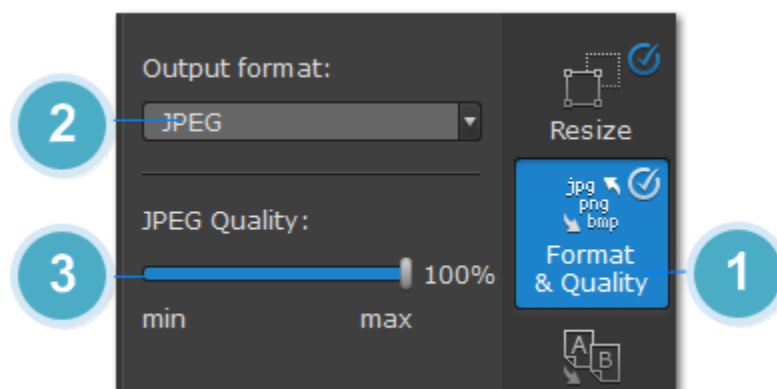 Output format:
2
JPEG
Resize
jpg
png
bmp
JPEG Quality:
Format
& Quality
1
3
100%
min max
A
B